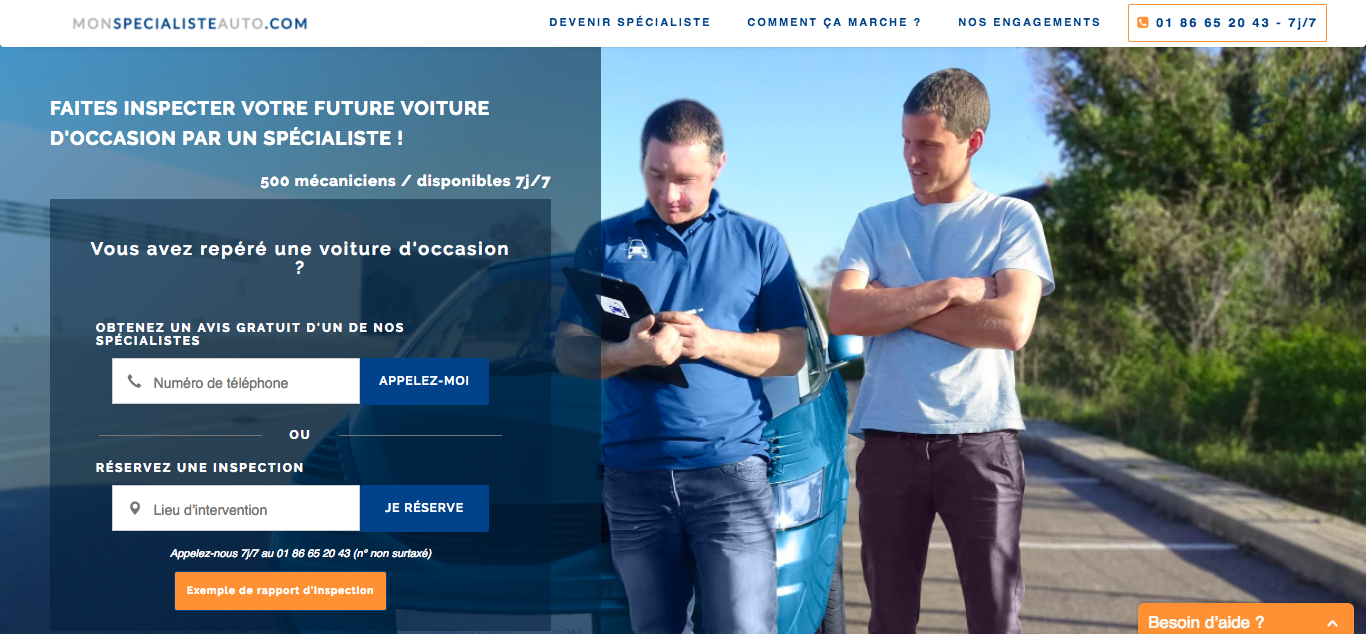 MONSPECIALISTEAUTO.COM
DEVENIR SPÉCIALISTE
COMMENT ÇA MARCHE ?
NOS ENGAGEMENTS
01 86 65 20 43 - 7j/7
FAITES INSPECTER VOTRE FUTURE VOITURE
D'OCCASION PAR UN SPÉCIALISTE !
500 mécaniciens / disponibles 7j/7
Vous avez repéré une voiture d'occasion
?
OBTENEZ UN AVIS GRATUIT D'UN DE NOS
SPÉCIALISTES
Numéro de téléphone
APPELEZ-MOI
OU
RÉSERVEZ UNE INSPECTION
Lieu d'intervention
JE RÉSERVE
Appelez-nous 7j/7 au 01 86 65 20 43 (n° non surtaxé)
Exemple de rapport d'inspection
Besoin d'aide ?